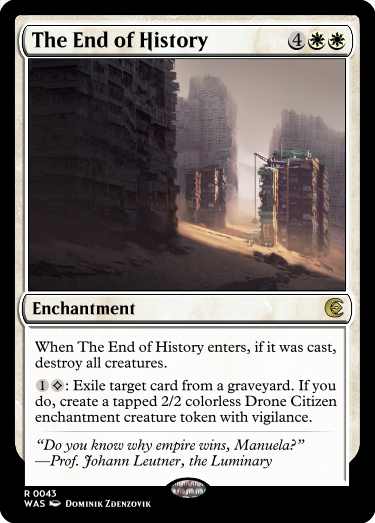 The End of History 4
Enchantment
When The End of History enters, if it was cast,
destroy all creatures.
1: Exile target card from a graveyard. If you
do, create a tapped 2/2 colorless Drone Citizen
enchantment creature token with vigilance.
“Do you know why empire wins, Manuela?”
—Prof. Johann Leutner, the Luminary
R 0043
WAS DOMINIK ZDENZOVIK